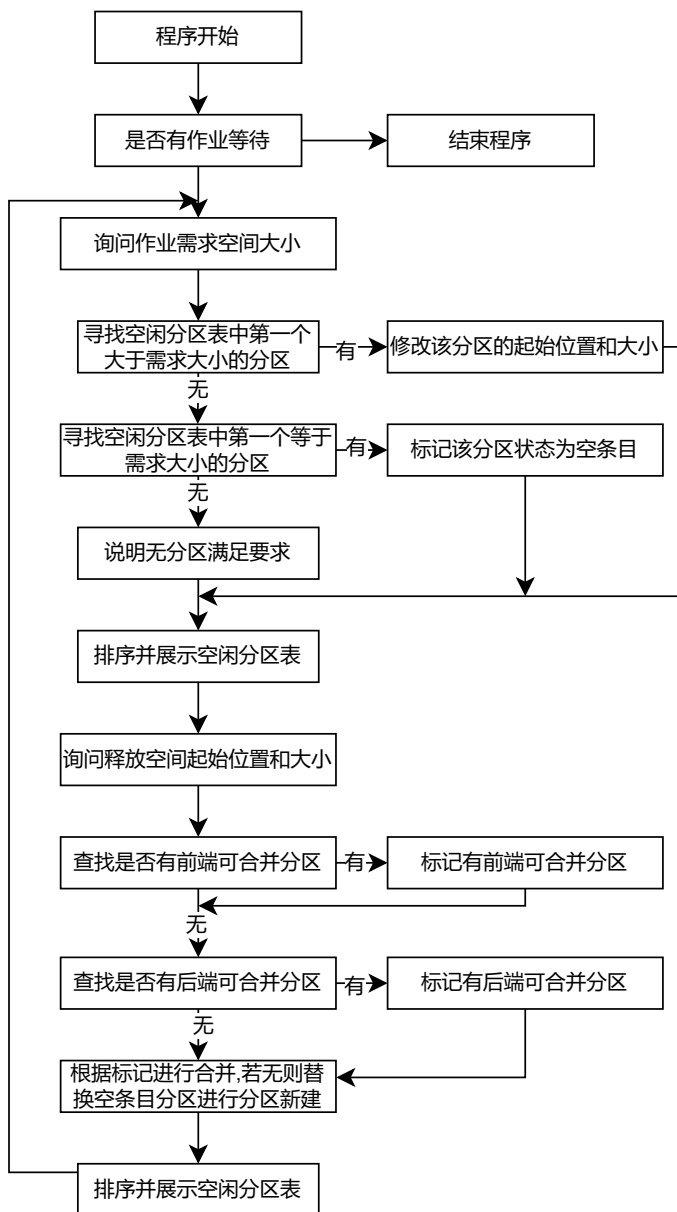 程序开始
是否有作业等待
结束程序
询问作业需求空间大小
寻找空闲分区表中第一个
大于需求大小的分区
有
修改该分区的起始位置和大小
无
寻找空闲分区表中第一个等于
需求大小的分区
有
标记该分区状态为空条目
无
说明无分区满足要求
排序并展示空闲分区表
询问释放空间起始位置和大小
查找是否有前端可合并分区
有
标记有前端可合并分区
无
查找是否有后端可合并分区
有
标记有后端可合并分区
无
根据标记进行合并,若无则替
换空条目分区进行分区新建
排序并展示空闲分区表